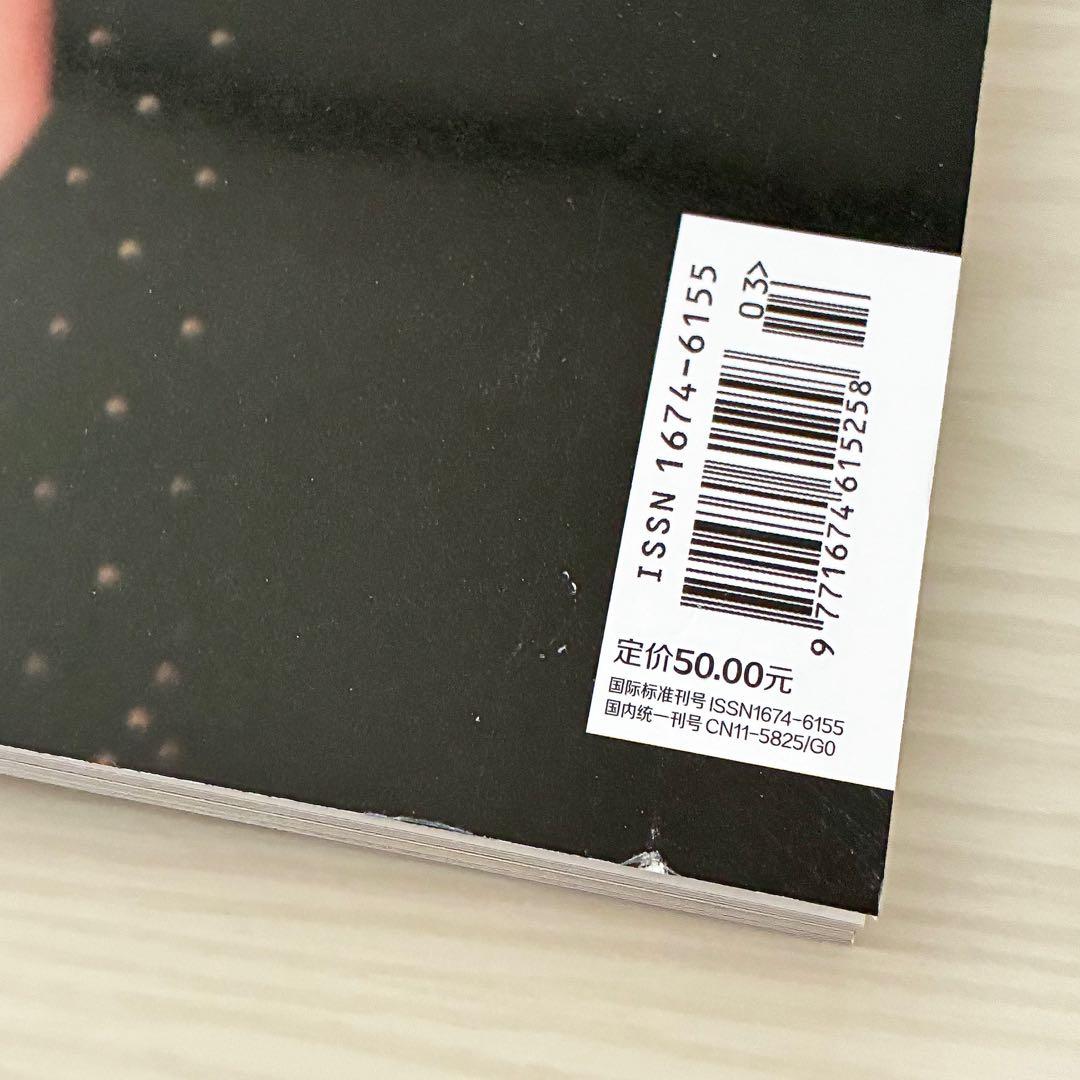 ISSN 1674-6155
03>
9 771674 615258
定价50.00元
国际标准刊号 ISSN1674-6155
国内统一刊号 CN11-5825/G0